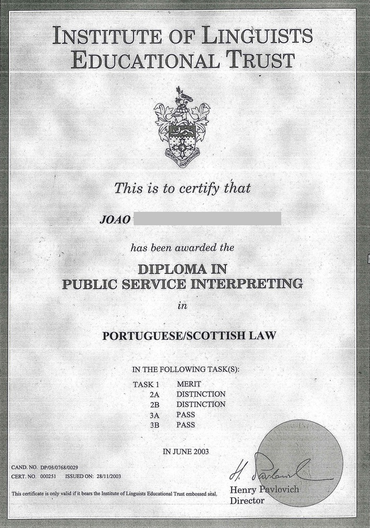 INSTITUTE OF LINGUISTS
EDUCATIONAL TRUST
This is to certify that
JOAO
has been awarded the
DIPLOMA IN
PUBLIC SERVICE INTERPRETING
in
PORTUGUESE/SCOTTISH LAW
IN THE FOLLOWING TASK(S):
TASK 1 MERIT
2A DISTINCTION
2B DISTINCTION
3A PASS
3B PASS
IN JUNE 2003
CAND. NO. DP/03/0768/0029
CERT. NO. 000251 ISSUED ON: 28/11/2003
This certificate is only valid if it bears the Institute of Linguists Educational Trust embossed seal.
H. Pavlovich
Henry Pavlovich
Director